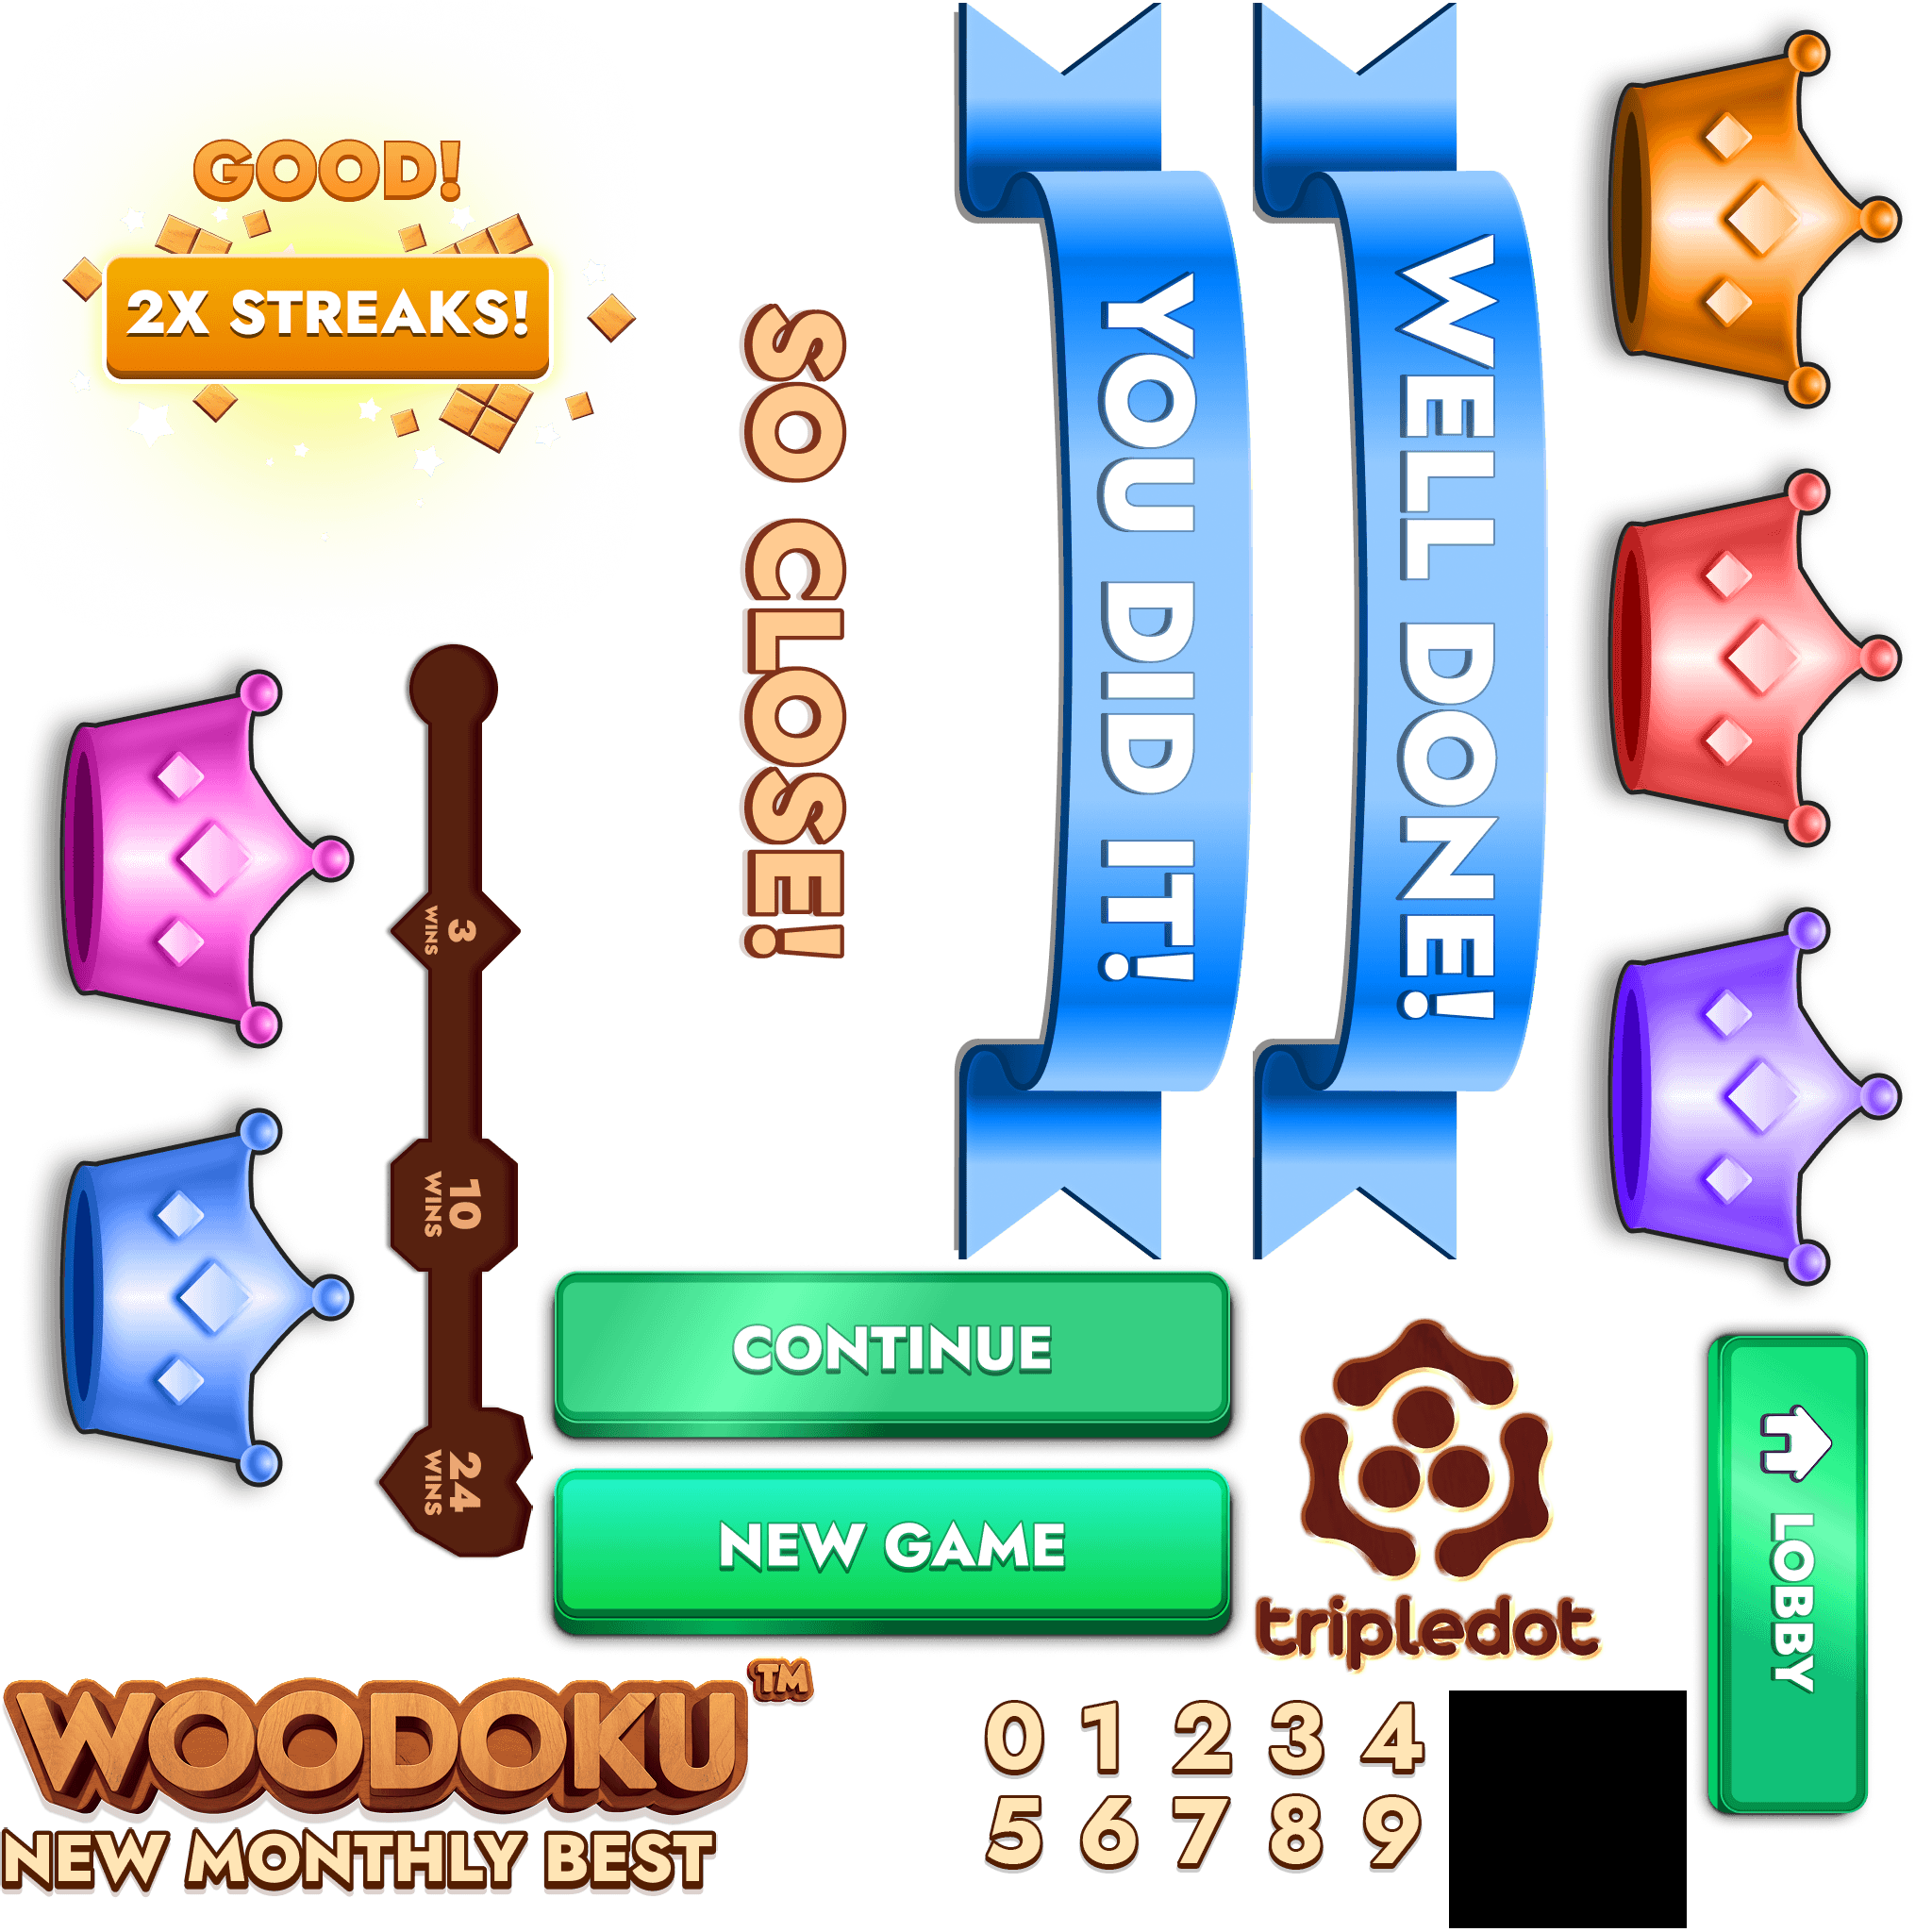 GOOD!
2X STREAKS!
SO CLOSE!
YOU DID IT!
WELL DONE!
3
WINS
10
WINS
24
WINS
CONTINUE
NEW GAME
tripledot
LOBBY
WOODOKU™
NEW MONTHLY BEST
0 1 2 3 4
5 6 7 8 9